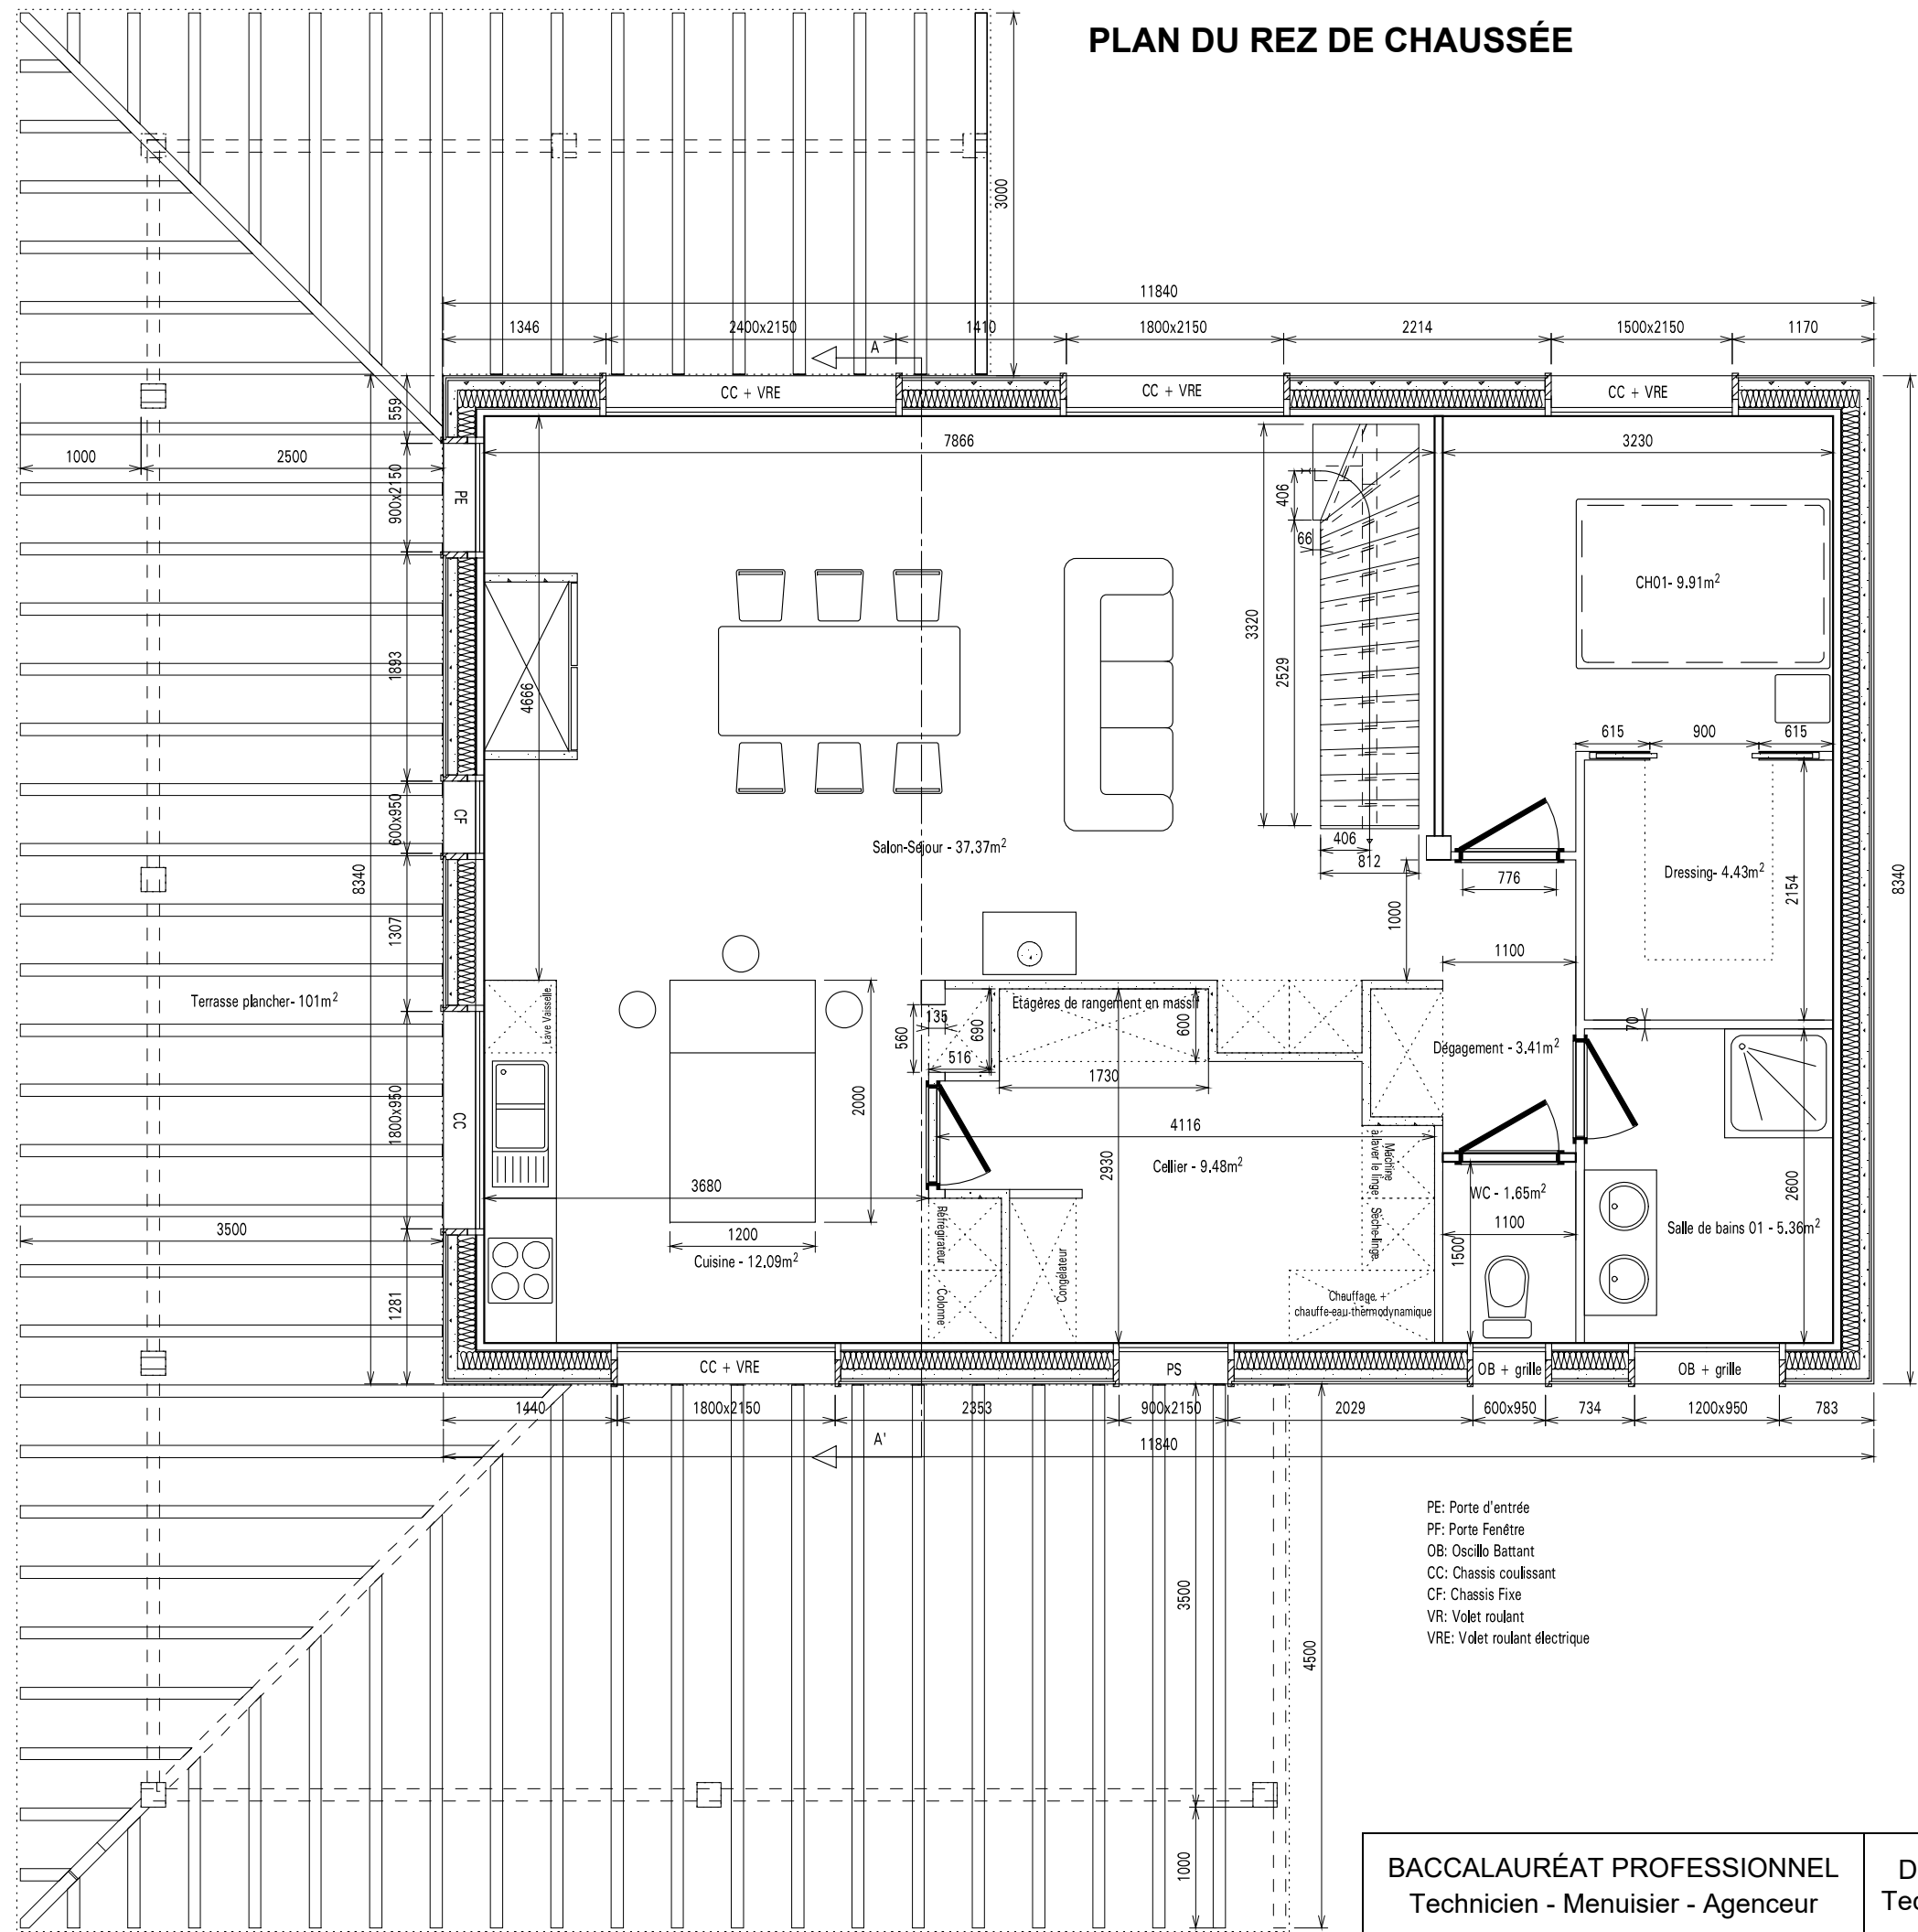 PLAN DU REZ DE CHAUSSÉE
3000
11840
1346
2400x2150
1410
1800x2150
2214
1500x2150
1170
A
CC + VRE
CC + VRE
CC + VRE
559
1000
2500
900x2150
PE
7866
3230
406
66
CH01- 9.91m²
3320
2529
1893
4666
615
900
615
600x950
CF
8340
Salon-Séjour - 37.37m²
406
812
776
Dressing- 4.43m²
2154
8340
1307
1000
1100
Terrasse plancher- 101m²
Lave Vaisselle
Etagères de rangement en massif
135
560
690
516
600
70
Dégagement - 3.41m²
1730
2000
1800x950
CC
4116
Cellier - 9.48m²
2930
Machine
a laver le linge
Sèche-linge.
3680
WC - 1.65m²
1100
2600
Salle de bains 01 - 5.36m²
3500
1200
Cuisine - 12.09m²
Réfrigirateur
Colonne
Congélateur
1500
Chauffage. +
chauffe-eau-thermodynamique
1281
CC + VRE
PS
OB + grille
OB + grille
1440
1800x2150
2353
900x2150
2029
600x950
734
1200x950
783
A'
11840
PE: Porte d'entrée
PF: Porte Fenêtre
OB: Oscillo Battant
CC: Chassis coulissant
CF: Chassis Fixe
VR: Volet roulant
VRE: Volet roulant électrique
3500
4500
1000
BACCALAURÉAT PROFESSIONNEL
Technicien - Menuisier - Agenceur
D
Tec